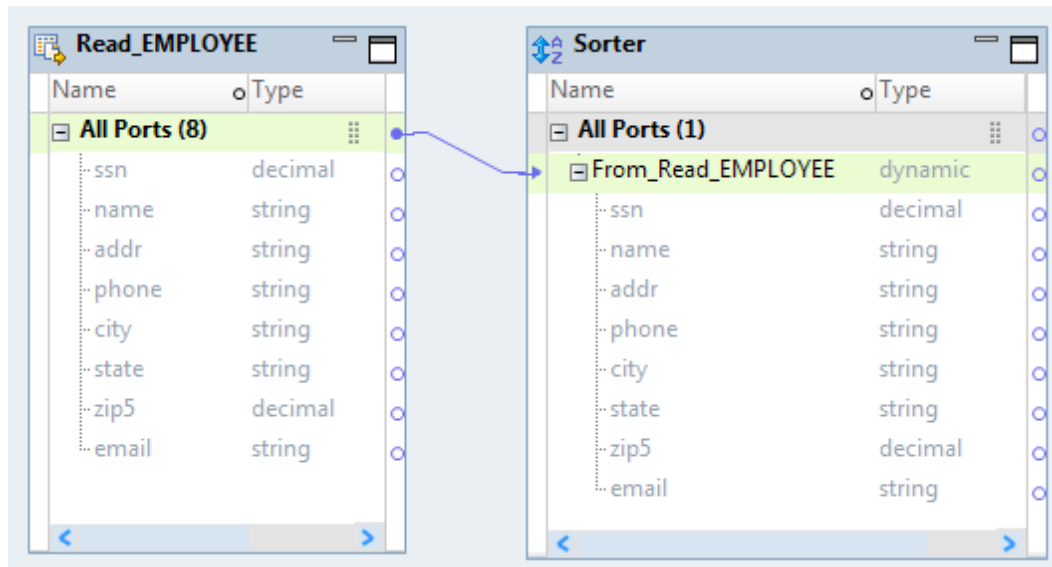 Read_EMPLOYEE
Name Type
All Ports (8)
ssn decimal
name string
addr string
phone string
city string
state string
zip5 decimal
email string
A
Z
Sorter
Name Type
All Ports (1)
From_Read_EMPLOYEE dynamic
ssn decimal
name string
addr string
phone string
city string
state string
zip5 decimal
email string